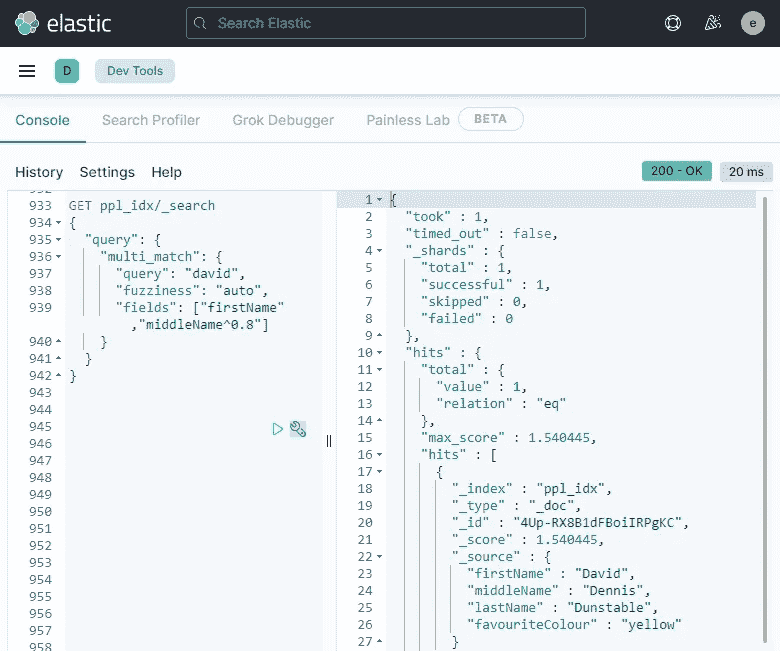 elastic
Search Elastic
e
D
Dev Tools
Console
Search Profiler
Grok Debugger
Painless Lab
BETA
History
Settings
Help
200 - OK
20 ms
932
933 GET ppl_idx/_search
934 {
935 "query": {
936 "multi_match": {
937 "query": "david",
938 "fuzziness": "auto",
939 "fields": ["firstName"
,"middleName^0.8"]
940 }
941 }
942 }
943
944
945
946
947
948
949
950
951
952
953
954
955
956
957
958
1 {
2 "took" : 1,
3 "timed_out" : false,
4 "_shards" : {
5 "total" : 1,
6 "successful" : 1,
7 "skipped" : 0,
8 "failed" : 0
9 },
10 "hits" : {
11 "total" : {
12 "value" : 1,
13 "relation" : "eq"
14 },
15 "max_score" : 1.540445,
16 "hits" : [
17 {
18 "_index" : "ppl_idx",
19 "_type" : "_doc",
20 "_id" : "4Up-RX8B1dFBoiIRPgKC",
21 "_score" : 1.540445,
22 "_source" : {
23 "firstName" : "David",
24 "middleName" : "Dennis",
25 "lastName" : "Dunstable",
26 "favouriteColour" : "yellow"
27 }